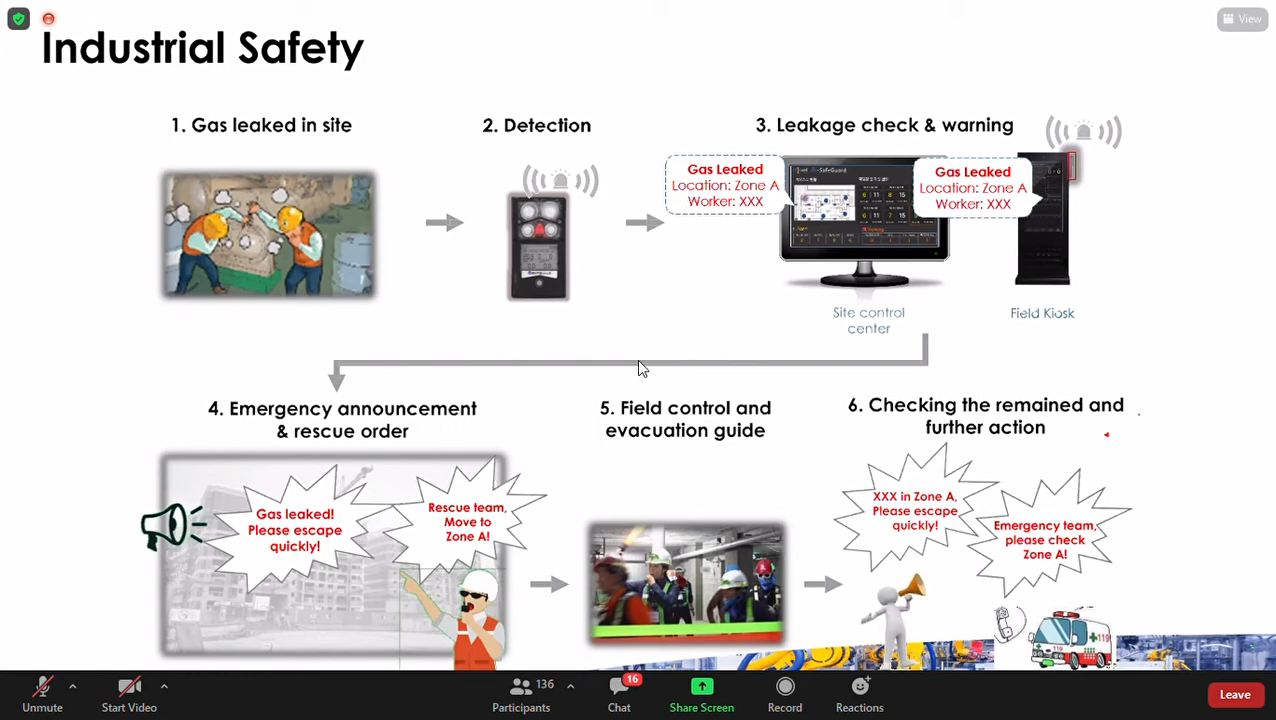 View
Industrial Safety
1. Gas leaked in site
2. Detection
3. Leakage check & warning
Gas Leaked
Location: Zone A
Worker: XXX
SafeGuard
Gas Leaked
Location: Zone A
Worker: XXX
Site control
center
Field Kiosk
4. Emergency announcement
& rescue order
5. Field control and
evacuation guide
6. Checking the remained and
further action
Gas leaked!
Please escape
quickly!
Rescue team,
Move to
Zone A!
XXX in Zone A,
Please escape
quickly!
Emergency team,
please check
Zone A!
119
119
Unmute
Start Video
136
Participants
16
Chat
Share Screen
Record
Reactions
Leave